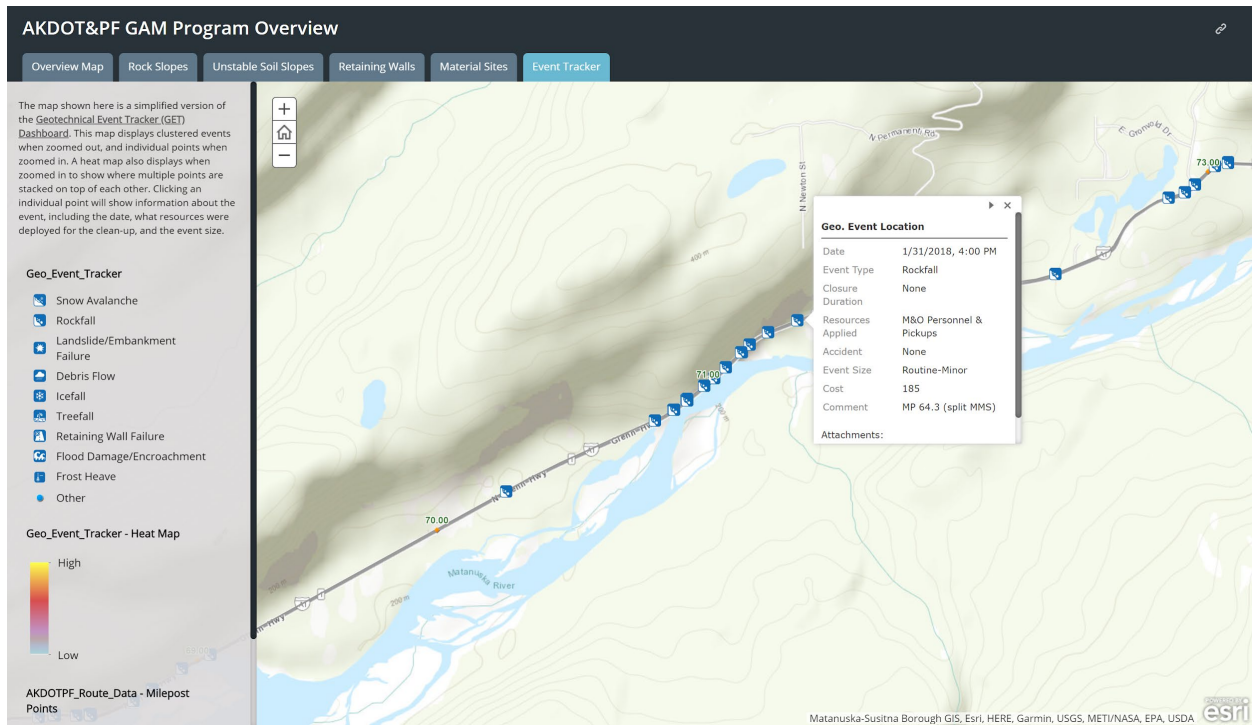 AKDOT&PF GAM Program Overview
Overview Map
Rock Slopes
Unstable Soil Slopes
Retaining Walls
Material Sites
Event Tracker
The map shown here is a simplified version of
the Geotechnical Event Tracker (GET)
Dashboard. This map displays clustered events
when zoomed out, and individual points when
zoomed in. A heat map also displays when
zoomed in to show where multiple points are
stacked on top of each other. Clicking an
individual point will show information about the
event, including the date, what resources were
deployed for the clean-up, and the event size.
Geo_Event_Tracker
Snow Avalanche
Rockfall
Landslide/Embankment
Failure
Debris Flow
Icefall
Treefall
Retaining Wall Failure
Flood Damage/Encroachment
Frost Heave
Other
Geo_Event_Tracker - Heat Map
High
Low
AKDOTPF_Route_Data - Milepost
Points
N Permanent Rd.
E Gronvold Dr
73.00
N Newton St
400 m
Geo. Event Location
Date 1/31/2018, 4:00 PM
Event Type Rockfall
Closure
Duration None
Resources
Applied M&O Personnel &
Pickups
Accident None
Event Size Routine-Minor
Cost 185
Comment MP 64.3 (split MMS)
Attachments:
71.00
200 m
Glenn-Hwy
N Glenn-Hwy
70.00
Matanuska River
200 m
200 m
Matanuska-Susitna Borough GIS, Esri, HERE, Garmin, USGS, METI/NASA, EPA, USDA
POWERED BY
esri